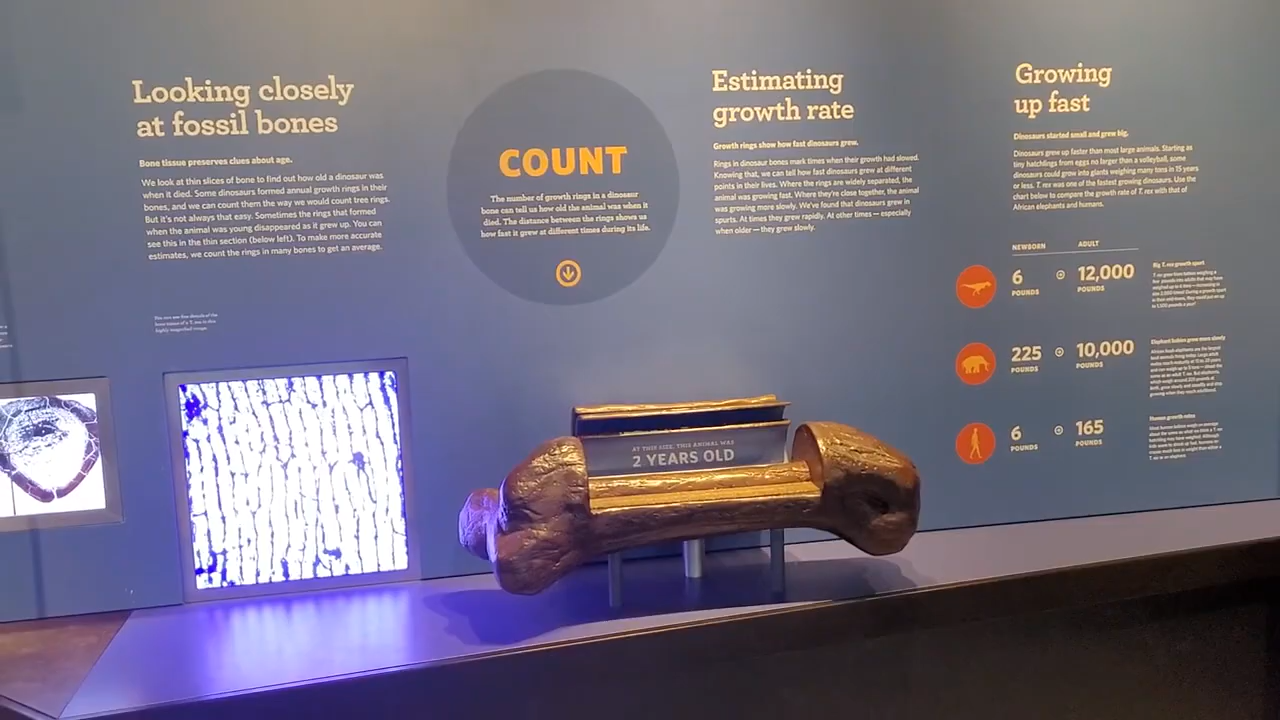 Looking closely
at fossil bones
Bone tissue preserves clues about age.
We look at thin slices of bone to find out how old a dinosaur was
when it died. Some dinosaurs formed annual growth rings in their
bones, and we can count them the way we would count tree rings.
But it's not always that easy. Sometimes the rings that formed
when the animal was young disappeared as it grew up. You can
see this in the thin section (below left). To make more accurate
estimates, we count the rings in many bones to get an average.
COUNT
The number of growth rings in a dinosaur
bone can tell us how old the animal was when it
died. The distance between the rings shows us
how fast it grew at different times during its life.
Estimating
growth rate
Growth rings show how fast dinosaurs grew.
Rings in dinosaur bones mark times when their growth had slowed.
Knowing that, we can tell how fast dinosaurs grew at different
points in their lives. Where the rings are widely separated, the
animal was growing fast. Where they're close together, the animal
was growing more slowly. We've found that dinosaurs grew in
spurts. At times they grew rapidly. At other times — especially
when older — they grew slowly.
Growing
up fast
Dinosaurs started small and grew big.
Dinosaurs grew up faster than most large animals. Starting as
tiny hatchlings from eggs no larger than a volleyball, some
dinosaurs could grow into giants weighing many tons in 15 years
or less. T. rex was one of the fastest growing dinosaurs. Use the
chart below to compare the growth rate of T. rex with that of
African elephants and humans.
NEWBORN ADULT
6 POUNDS 12,000 POUNDS
Big T. rex growth spurt
225 POUNDS 10,000 POUNDS
Elephant babies grow more slowly
6 POUNDS 165 POUNDS
Human growth rates
AT THIS SIZE, THIS ANIMAL WAS
2 YEARS OLD